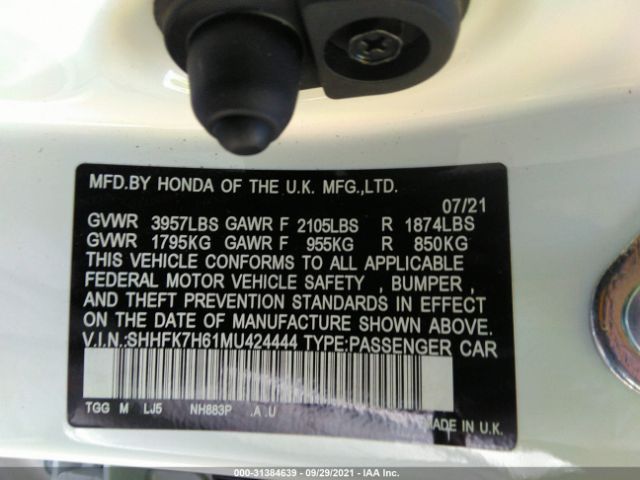 MFD.BY HONDA OF THE U.K. MFG.,LTD.
07/21
GVWR 3957LBS GAWR F 2105LBS R 1874LBS
GVWR 1795KG GAWR F 955KG R 850KG
THIS VEHICLE CONFORMS TO ALL APPLICABLE
FEDERAL MOTOR VEHICLE SAFETY , BUMPER ,
AND THEFT PREVENTION STANDARDS IN EFFECT
ON THE DATE OF MANUFACTURE SHOWN ABOVE.
V.I.N.:SHHFK7H61MU424444 TYPE:PASSENGER CAR
TGG M LJ5 NH883P .A.U
MADE IN U.K.
000-31384639 - 09/29/2021 - IAA Inc.